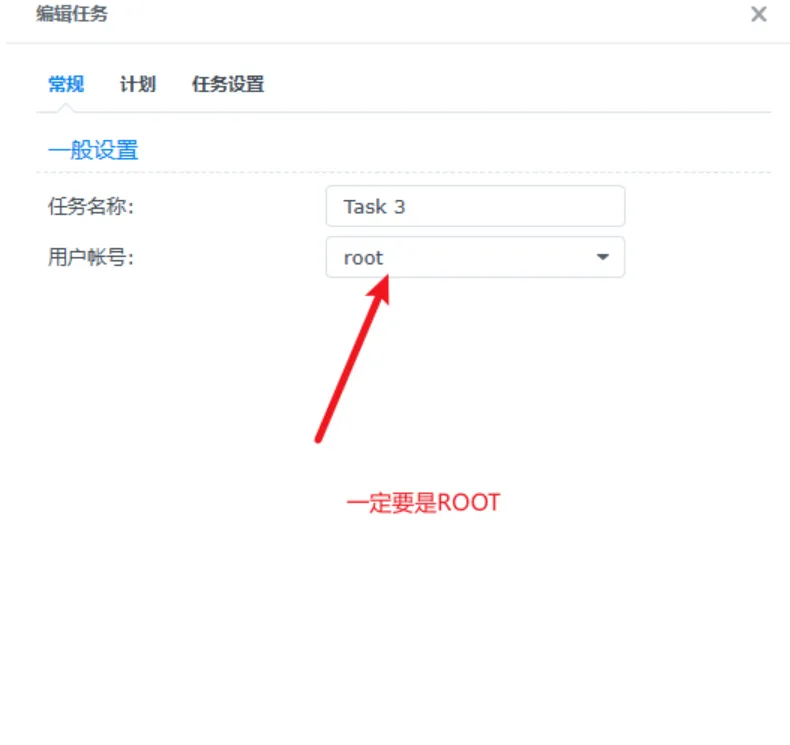 编辑任务
常规 计划 任务设置
一般设置
任务名称: Task 3
用户帐号: root
一定要是ROOT